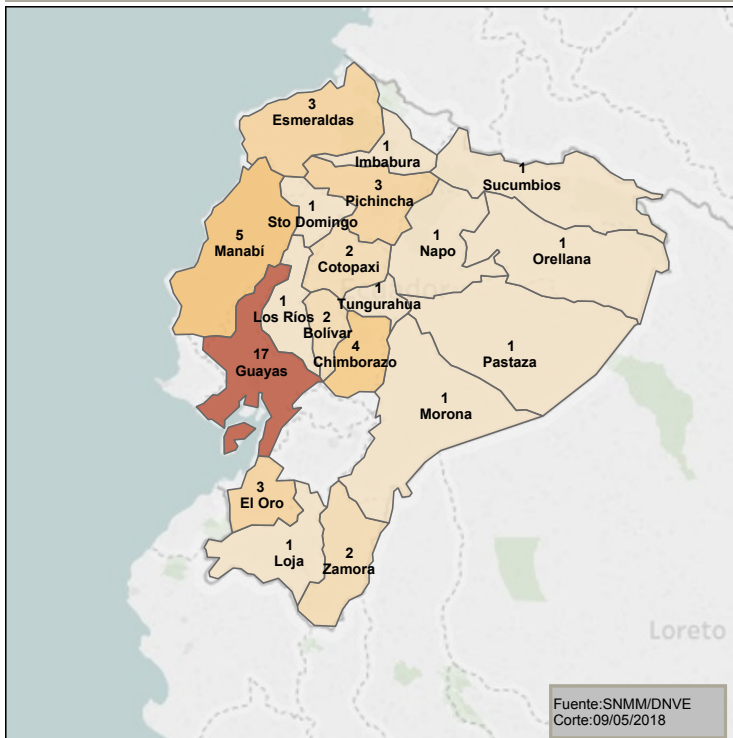 3
Esmeraldas
1
Imbabura
1
Sucumbios
3
Pichincha
1
Sto Domingo
5
Manabí
1
Napo
1
Orellana
2
Cotopaxi
Ecuador
1
Tungurahua
1
Los Ríos
2
Bolívar
4
Chimborazo
1
Pastaza
17
Guayas
1
Morona
3
El Oro
1
Loja
2
Zamora
Loreto
Fuente:SNMM/DNVE
Corte:09/05/2018